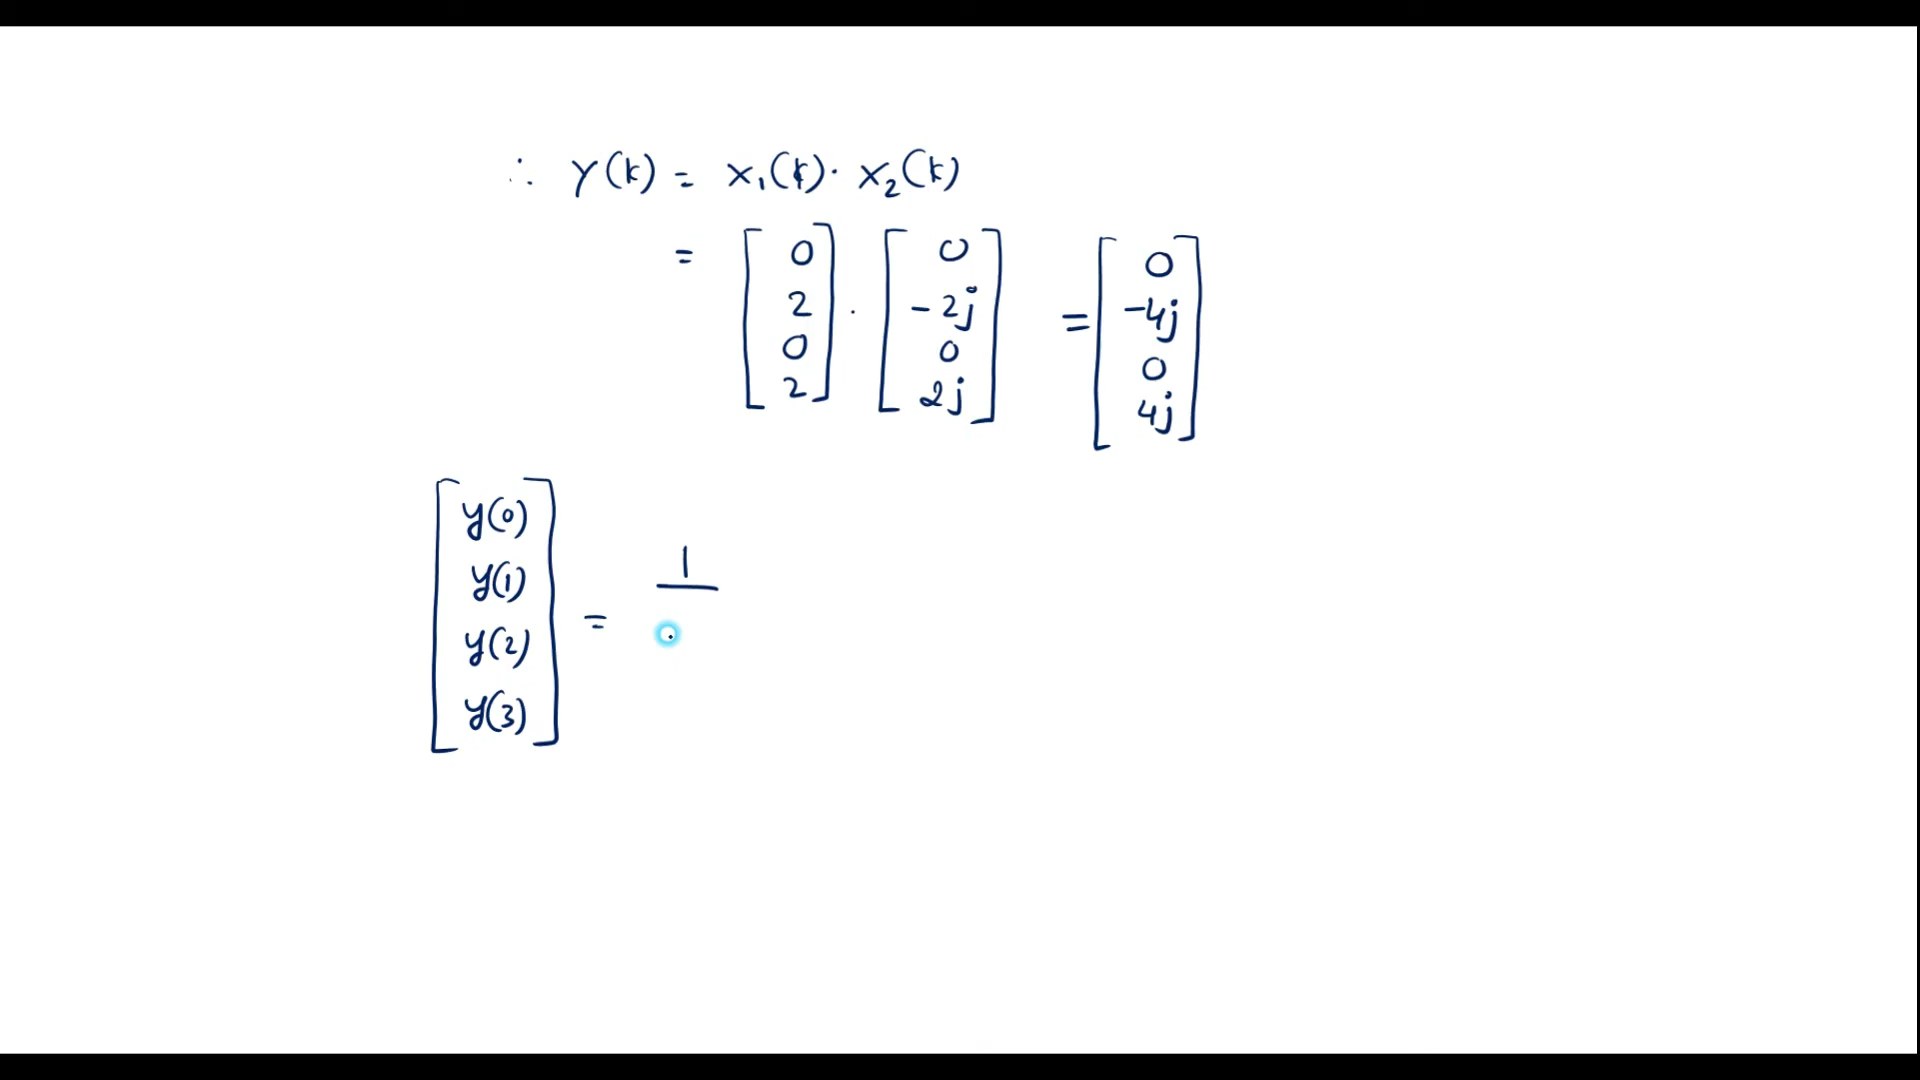 ∴ Y(k) = X₁(k) · X₂(k)
= [0 2 0 2] · [0 -2j 0 2j] = [0 -4j 0 4j]
[y(0) y(1) y(2) y(3)] = 1/